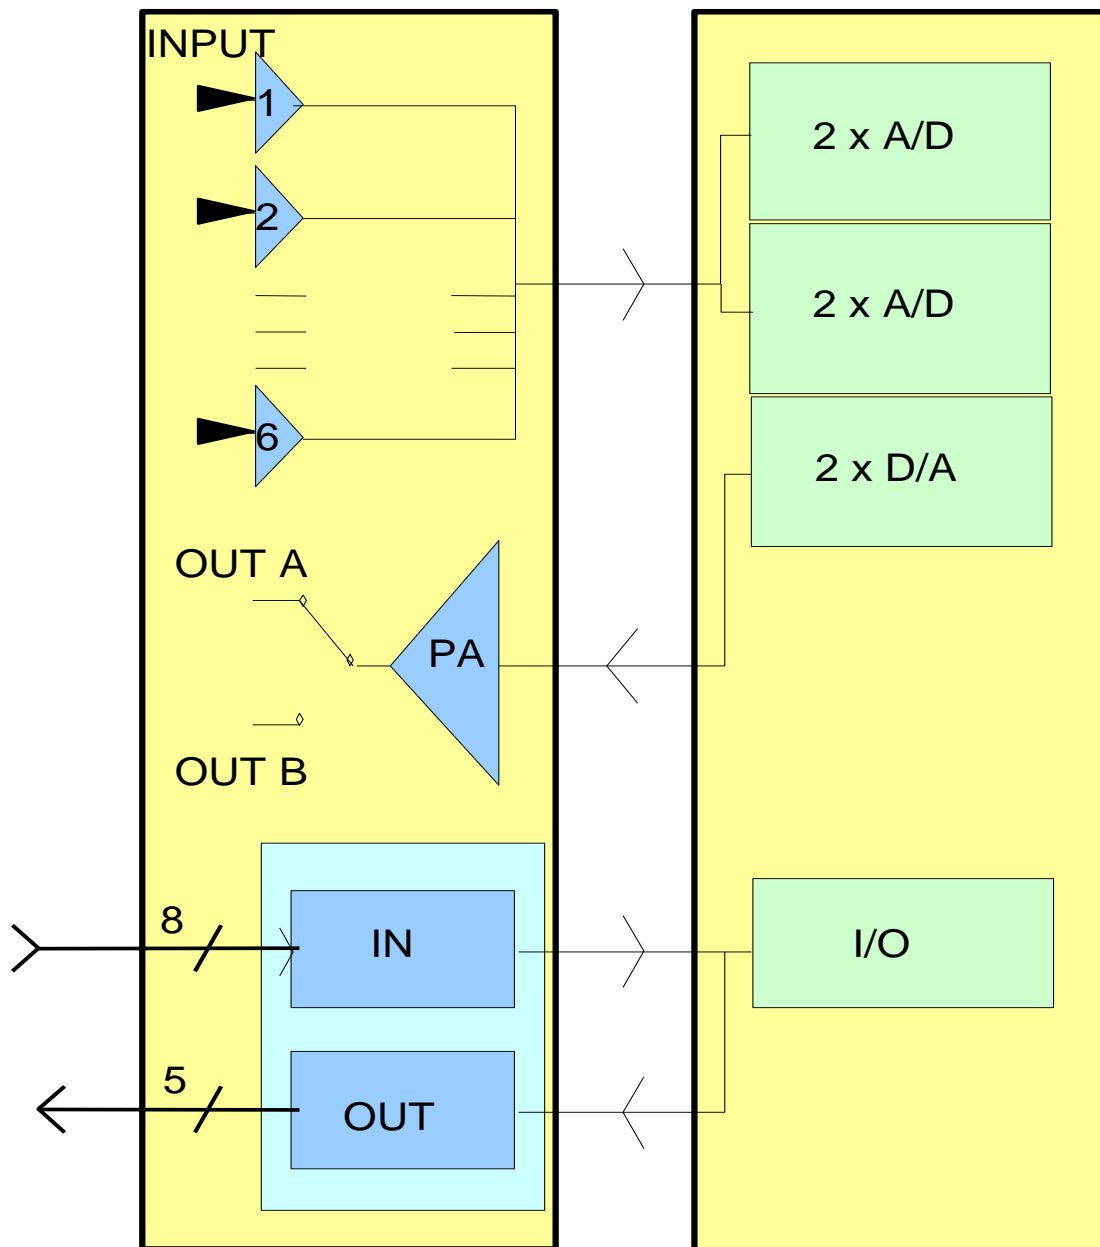 INPUT
1
2
6
OUT A
PA
OUT B
8
IN
5
OUT
2 x A/D
2 x A/D
2 x D/A
I/O